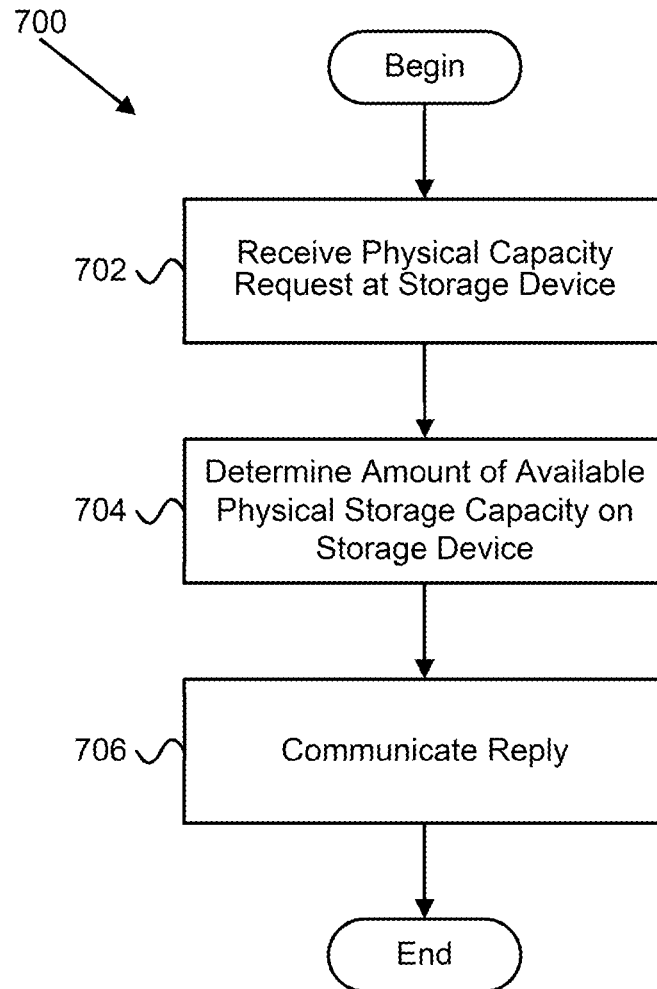 700
Begin
702
Receive Physical Capacity
Request at Storage Device
704
Determine Amount of Available
Physical Storage Capacity on
Storage Device
706
Communicate Reply
End